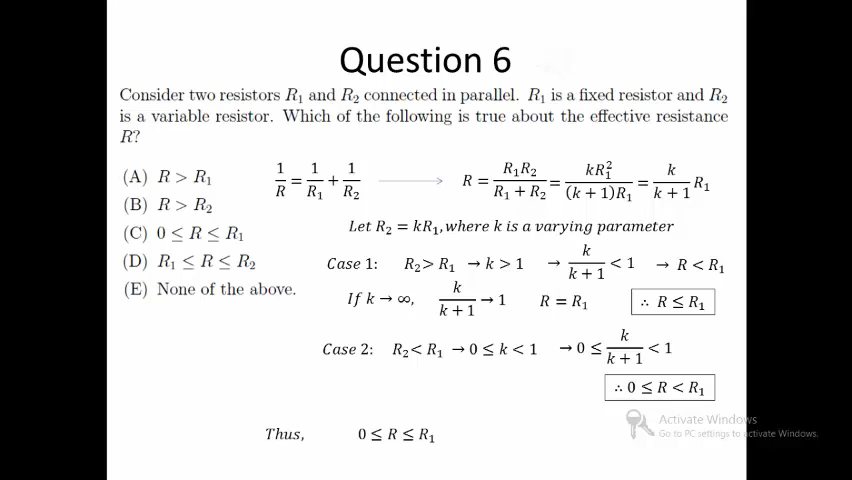 Question 6
Consider two resistors R₁ and R₂ connected in parallel. R₁ is a fixed resistor and R₂
is a variable resistor. Which of the following is true about the effective resistance
R?
(A) R > R₁
1/R = 1/R₁ + 1/R₂ → R = R₁R₂/(R₁ + R₂) = kR₁²/((k + 1)R₁) = k/(k + 1) R₁
(B) R > R₂
Let R₂ = kR₁, where k is a varying parameter
(C) 0 ≤ R ≤ R₁
(D) R₁ ≤ R ≤ R₂
Case 1: R₂ > R₁ → k > 1 → k/(k + 1) < 1 → R < R₁
(E) None of the above.
If k → ∞, k/(k + 1) → 1 R = R₁ ∴ R ≤ R₁
Case 2: R₂ < R₁ → 0 ≤ k < 1 → 0 ≤ k/(k + 1) < 1
∴ 0 ≤ R < R₁
Thus, 0 ≤ R ≤ R₁
Activate Windows
Go to PC settings to activate Windows.